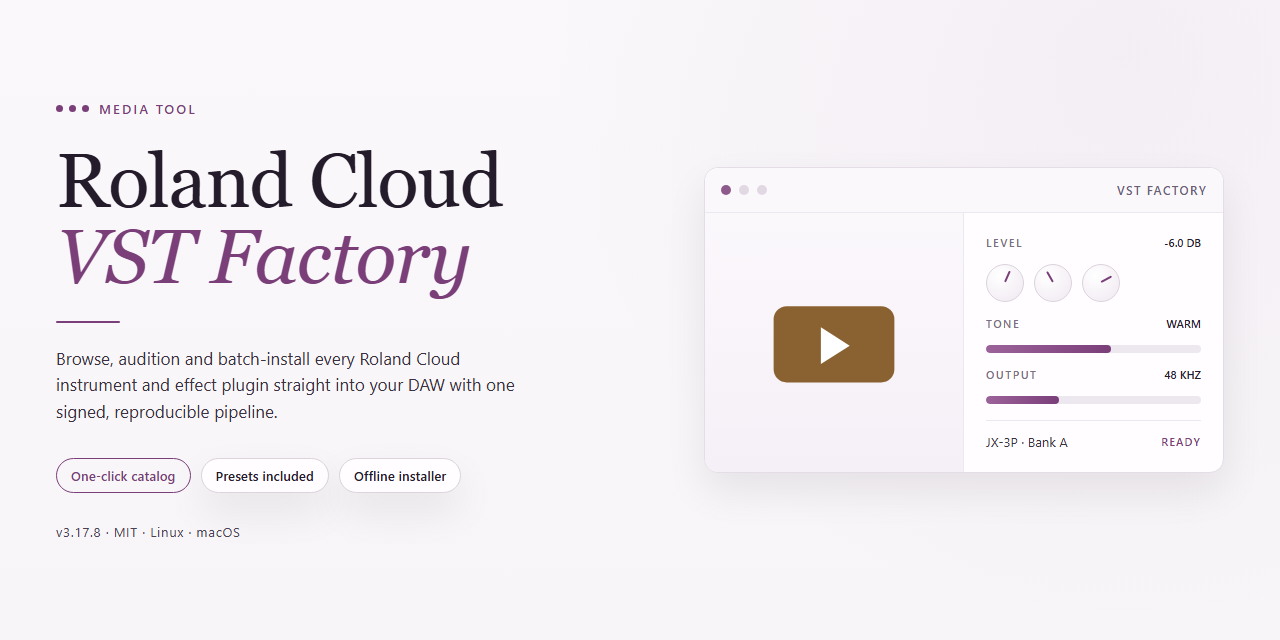 MEDIA TOOL
Roland Cloud
VST Factory
Browse, audition and batch-install every Roland Cloud
instrument and effect plugin straight into your DAW with one
signed, reproducible pipeline.
One-click catalog
Presets included
Offline installer
v3.17.8 · MIT · Linux · macOS
VST FACTORY
LEVEL
-6.0 DB
TONE
WARM
OUTPUT
48 KHZ
JX-3P · Bank A
READY